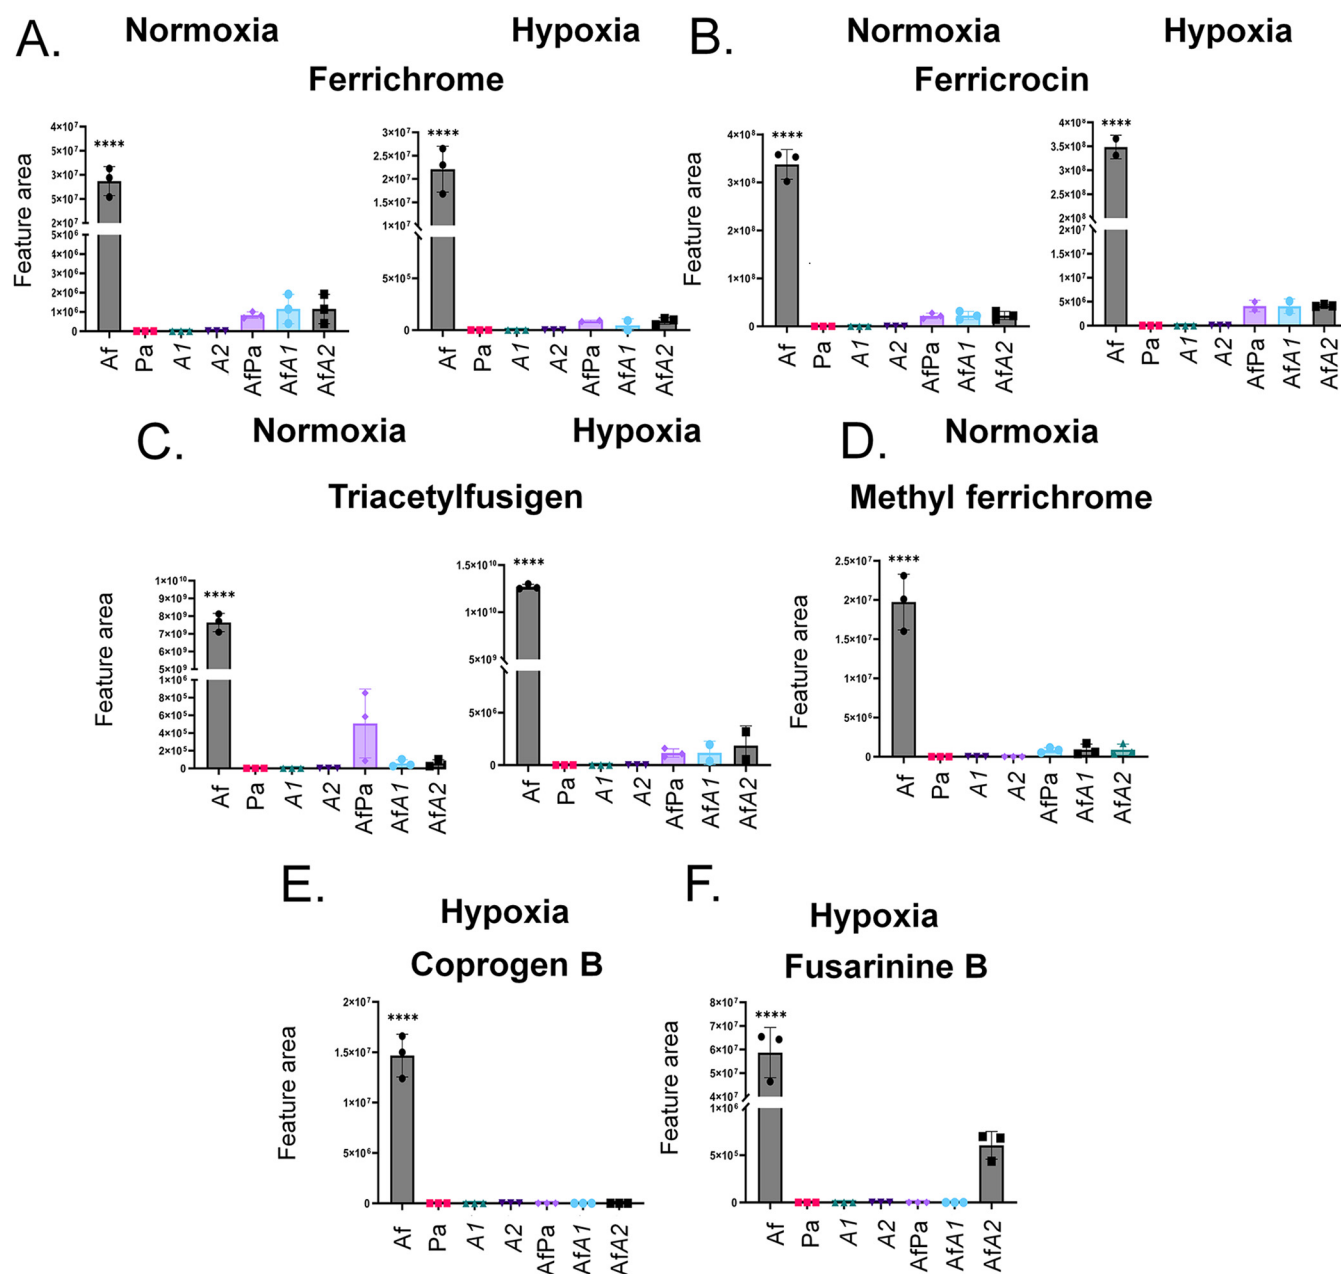 A. Normoxia Hypoxia
Ferrichrome
Feature area
4×10⁷
5×10⁷
3×10⁷
5×10⁷
2×10⁷
5×10⁶
4×10⁶
3×10⁶
2×10⁶
1×10⁶
0
****
Af Pa A1 A2 AfPa AfA1 AfA2
3×10⁷
2.5×10⁷
2×10⁷
1.5×10⁷
1×10⁷
5×10⁵
0
****
Af Pa A1 A2 AfPa AfA1 AfA2
B. Normoxia Hypoxia
Ferricrocin
Feature area
4×10⁸
3×10⁸
2×10⁸
1×10⁸
0
****
Af Pa A1 A2 AfPa AfA1 AfA2
4×10⁸
3.5×10⁸
3×10⁸
2.5×10⁸
2×10⁸
2×10⁷
1.5×10⁷
1×10⁷
5×10⁶
0
****
Af Pa A1 A2 AfPa AfA1 AfA2
C. Normoxia Hypoxia
Triacetylfusigen
Feature area
1×10¹⁰
9×10⁹
8×10⁹
7×10⁹
6×10⁹
5×10⁹
1×10⁶
8×10⁵
6×10⁵
4×10⁵
2×10⁵
0
****
Af Pa A1 A2 AfPa AfA1 AfA2
1.5×10¹⁰
1×10¹⁰
5×10⁹
5×10⁶
0
****
Af Pa A1 A2 AfPa AfA1 AfA2
D. Normoxia
Methyl ferrichrome
Feature area
2.5×10⁷
2×10⁷
1.5×10⁷
1×10⁷
5×10⁶
0
****
Af Pa A1 A2 AfPa AfA1 AfA2
E. Hypoxia
Coprogen B
Feature area
2×10⁷
1.5×10⁷
1×10⁷
5×10⁶
0
****
Af Pa A1 A2 AfPa AfA1 AfA2
F. Hypoxia
Fusarinine B
Feature area
8×10⁷
7×10⁷
6×10⁷
5×10⁷
4×10⁷
1×10⁶
5×10⁵
0
****
Af Pa A1 A2 AfPa AfA1 AfA2